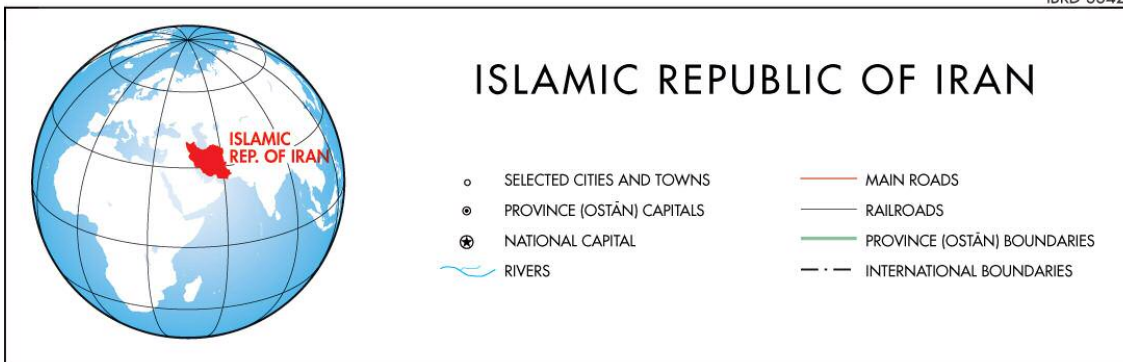 ISLAMIC REPUBLIC OF IRAN
ISLAMIC
REP. OF IRAN
SELECTED CITIES AND TOWNS
PROVINCE (OSTĀN) CAPITALS
NATIONAL CAPITAL
RIVERS
MAIN ROADS
RAILROADS
PROVINCE (OSTĀN) BOUNDARIES
INTERNATIONAL BOUNDARIES